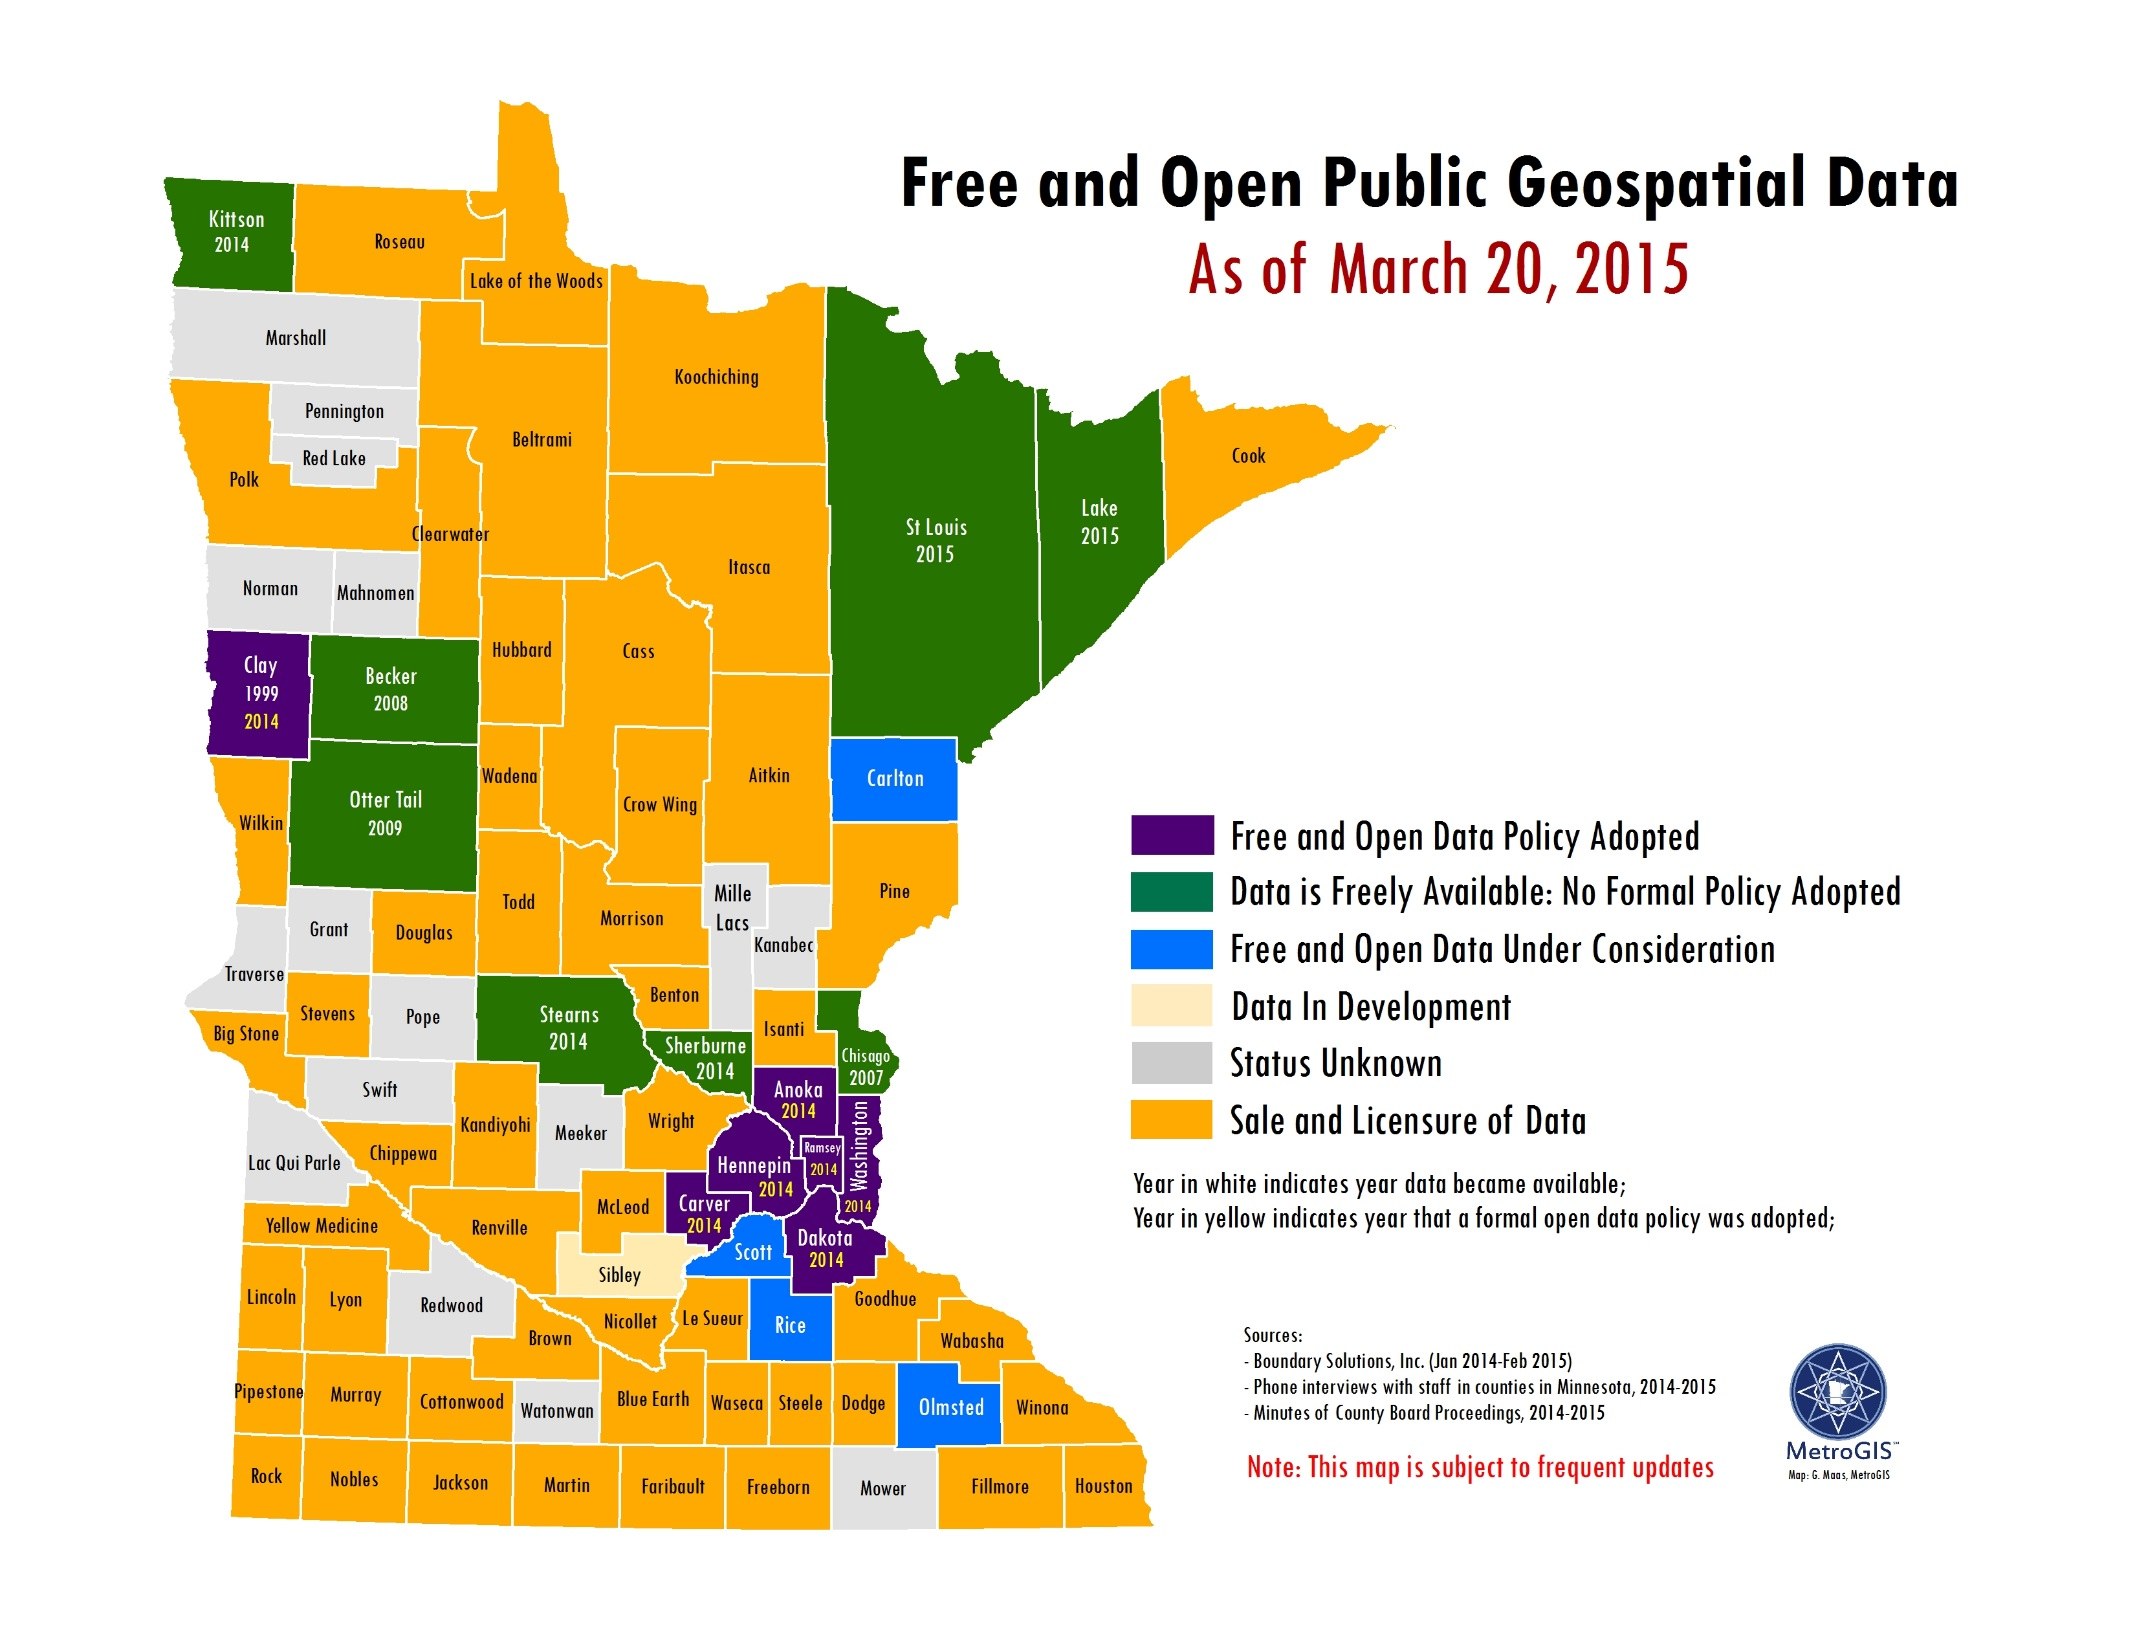 Free and Open Public Geospatial Data
As of March 20, 2015
Kittson
2014
Roseau
Lake of the Woods
Marshall
Koochiching
Pennington
Beltrami
Red Lake
Polk
Cook
Clearwater
St Louis
2015
Lake
2015
Itasca
Norman
Mahnomen
Hubbard
Cass
Clay
1999
2014
Becker
2008
Wadena
Aitkin
Carlton
Otter Tail
2009
Crow Wing
Wilkin
Todd
Morrison
Mille
Lacs
Pine
Grant
Douglas
Kanabec
Traverse
Stevens
Pope
Stearns
2014
Benton
Isanti
Big Stone
Sherburne
2014
Chisago
2007
Swift
Anoka
2014
Kandiyohi
Meeker
Wright
Washington
2014
Lac Qui Parle
Chippewa
Hennepin
2014
Ramsey
2014
Yellow Medicine
Renville
McLeod
Carver
2014
Dakota
2014
Scott
Sibley
Lincoln
Lyon
Redwood
Brown
Nicollet
Le Sueur
Rice
Goodhue
Wabasha
Pipestone
Murray
Cottonwood
Watonwan
Blue Earth
Waseca
Steele
Dodge
Olmsted
Winona
Rock
Nobles
Jackson
Martin
Faribault
Freeborn
Mower
Fillmore
Houston
Free and Open Data Policy Adopted
Data is Freely Available: No Formal Policy Adopted
Free and Open Data Under Consideration
Data In Development
Status Unknown
Sale and Licensure of Data
Year in white indicates year data became available;
Year in yellow indicates year that a formal open data policy was adopted;
Sources:
- Boundary Solutions, Inc. (Jan 2014-Feb 2015)
- Phone interviews with staff in counties in Minnesota, 2014-2015
- Minutes of County Board Proceedings, 2014-2015
Note: This map is subject to frequent updates
MetroGIS™
Map: G. Maas, MetroGIS